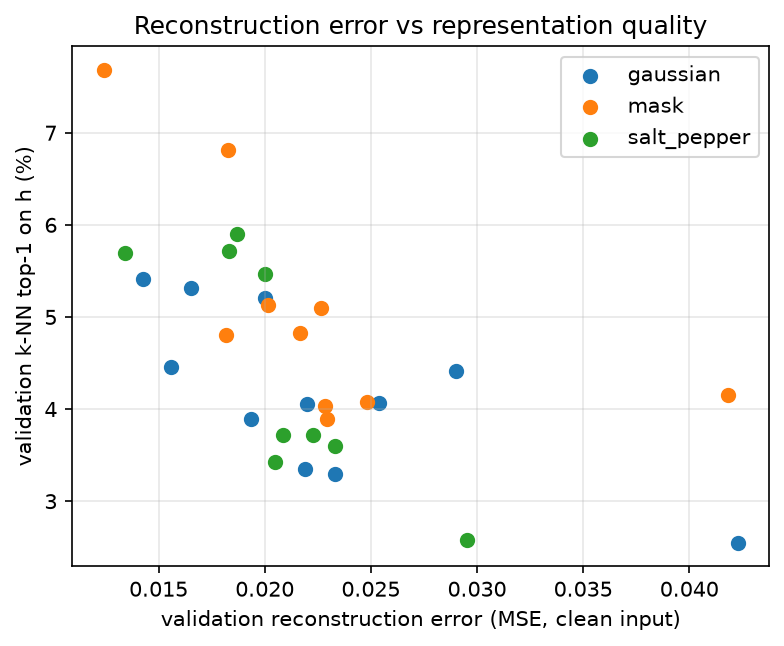 Reconstruction error vs representation quality
gaussian
mask
salt_pepper
validation k-NN top-1 on h (%)
7
6
5
4
3
0.015 0.020 0.025 0.030 0.035 0.040
validation reconstruction error (MSE, clean input)